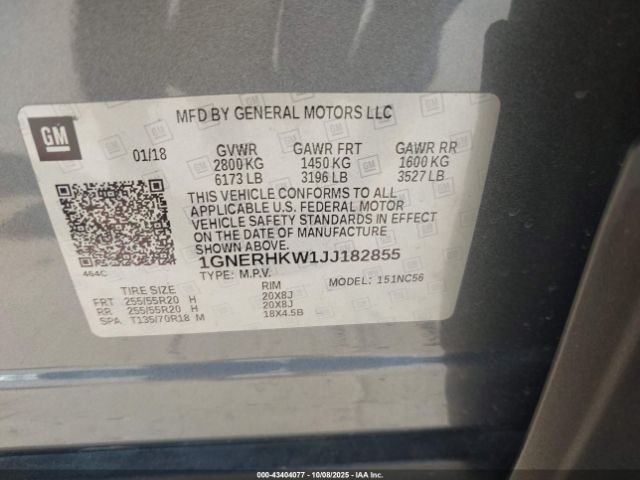 GM
MFD BY GENERAL MOTORS LLC
01/18 GVWR GAWR FRT GAWR RR
2800 KG 1450 KG 1600 KG
6173 LB 3196 LB 3527 LB
THIS VEHICLE CONFORMS TO ALL
APPLICABLE U.S. FEDERAL MOTOR
VEHICLE SAFETY STANDARDS IN EFFECT
ON THE DATE OF MANUFACTURE
SHOWN ABOVE.
1GNERHKW1JJ182855
464C TYPE: M.P.V. MODEL: 151NC56
TIRE SIZE RIM
FRT 255/55R20 H 20X8J
RR 255/55R20 H 20X8J
SPA T135/70R18 M 18X4.5B
000-43404077 - 10/08/2025 - IAA Inc.